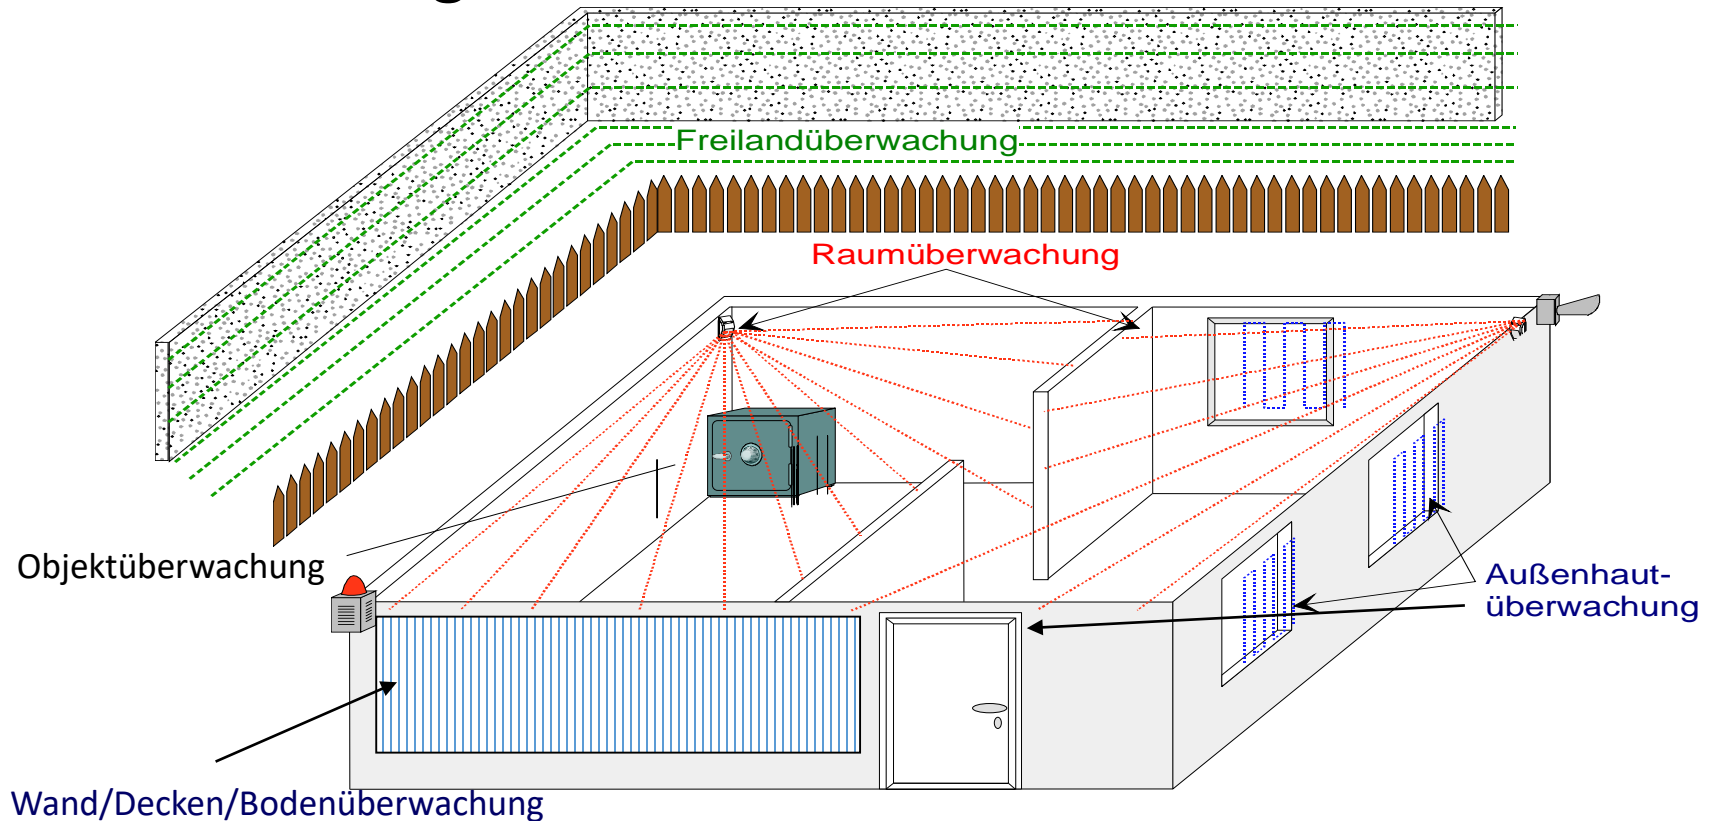 Freilandüberwachung
Raumüberwachung
Objektüberwachung
Außenhaut-
überwachung
Wand/Decken/Bodenüberwachung